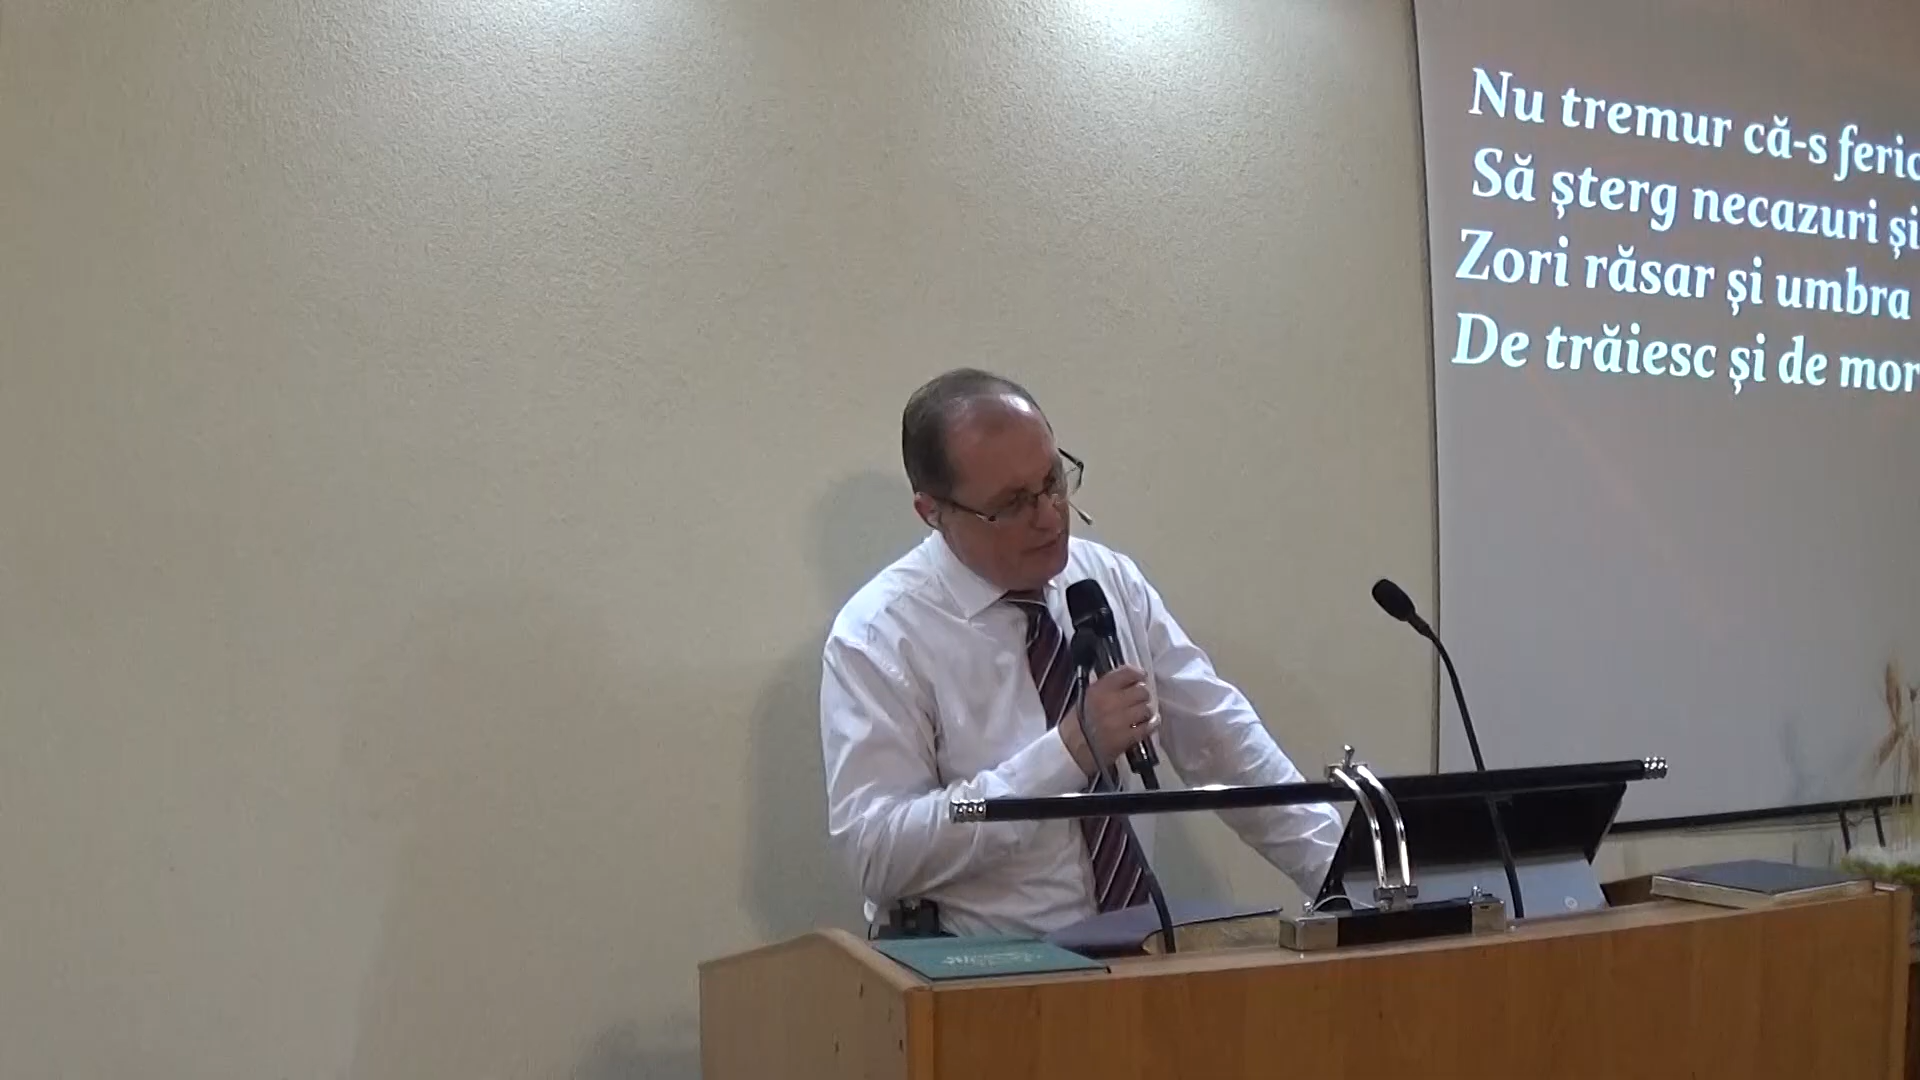 Nu tremur că-s feric
Să șterg necazuri și
Zori răsar și umbra
De trăiesc și de mor